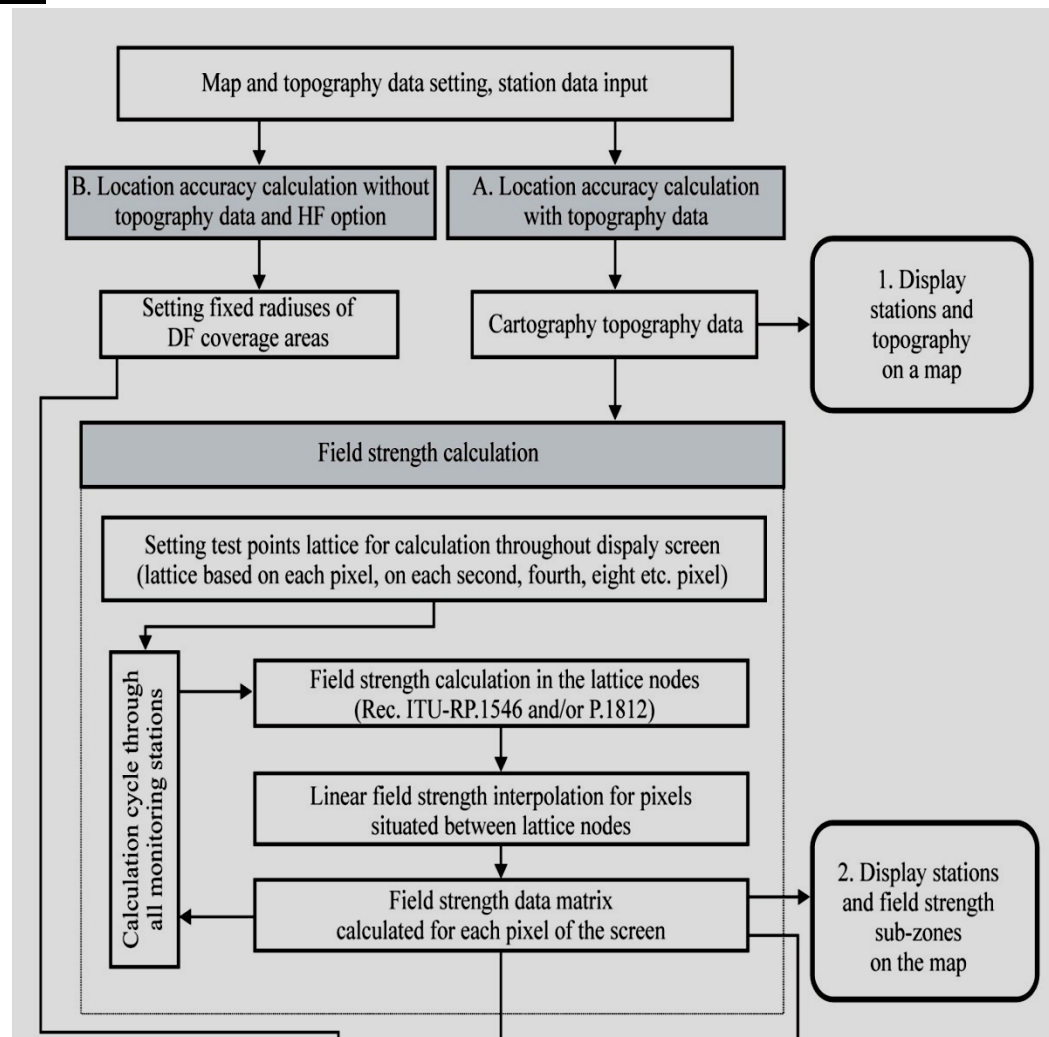 Map and topography data setting, station data input
B. Location accuracy calculation without
topography data and HF option
A. Location accuracy calculation
with topography data
Setting fixed radiuses of
DF coverage areas
Cartography topography data
1. Display
stations and
topography
on a map
Field strength calculation
Setting test points lattice for calculation throughout dispaly screen
(lattice based on each pixel, on each second, fourth, eight etc. pixel)
Calculation cycle through
all monitoring stations
Field strength calculation in the lattice nodes
(Rec. ITU-RP.1546 and/or P.1812)
Linear field strength interpolation for pixels
situated between lattice nodes
Field strength data matrix
calculated for each pixel of the screen
2. Display stations
and field strength
sub-zones
on the map